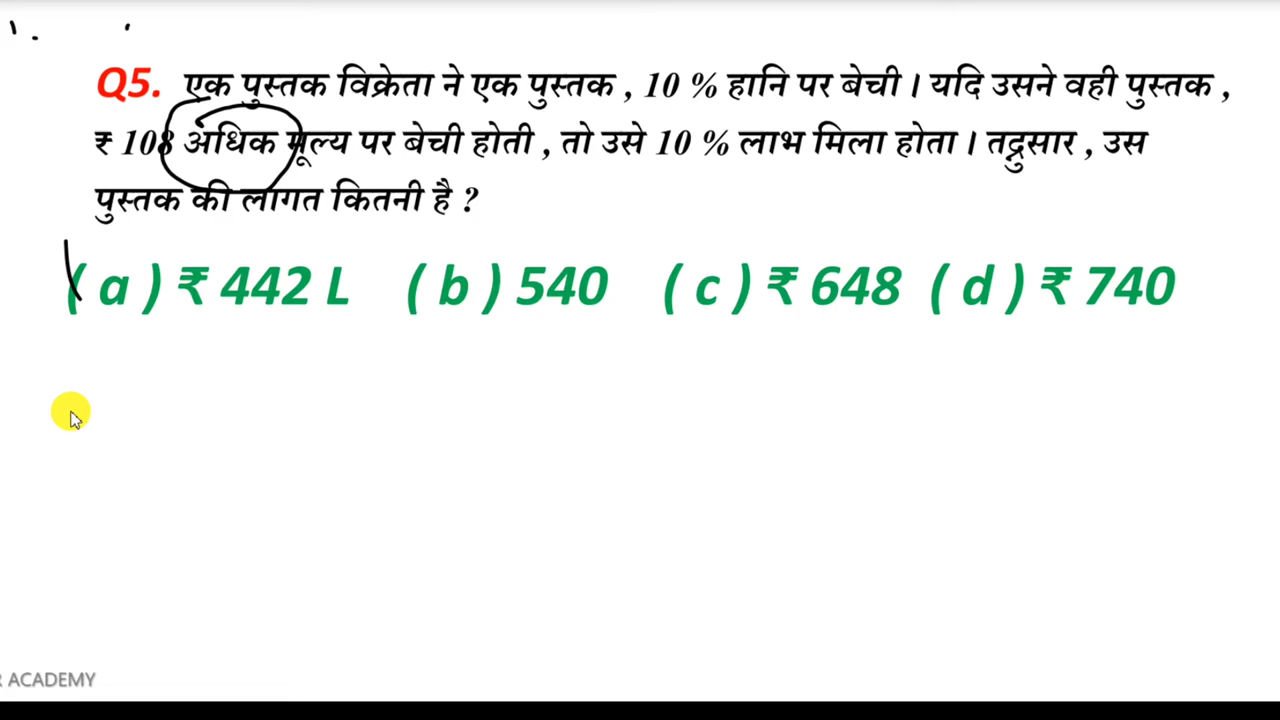 Q5. एक पुस्तक विक्रेता ने एक पुस्तक , 10 % हानि पर बेची । यदि उसने वही पुस्तक ,
₹ 108 अधिक मूल्य पर बेची होती , तो उसे 10 % लाभ मिला होता । तद्नुसार , उस
पुस्तक की लागत कितनी है ?
( a ) ₹ 442 L ( b ) 540 ( c ) ₹ 648 ( d ) ₹ 740
R ACADEMY